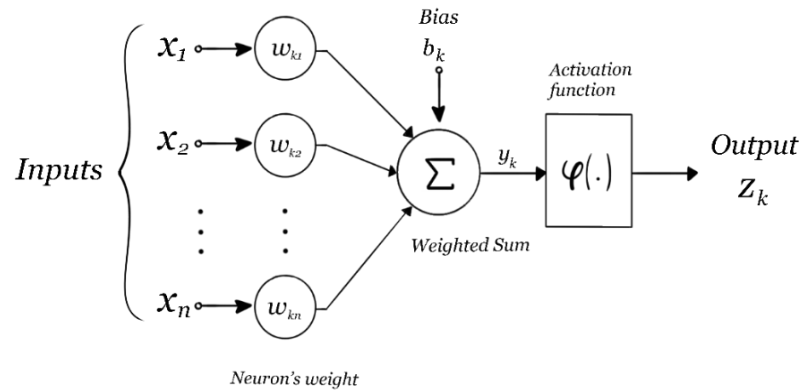 Bias
b_k
Activation
function
Inputs
x_1
w_k1
x_2
w_k2
x_n
w_kn
Σ
y_k
φ(.)
Output
z_k
Weighted Sum
Neuron's weight